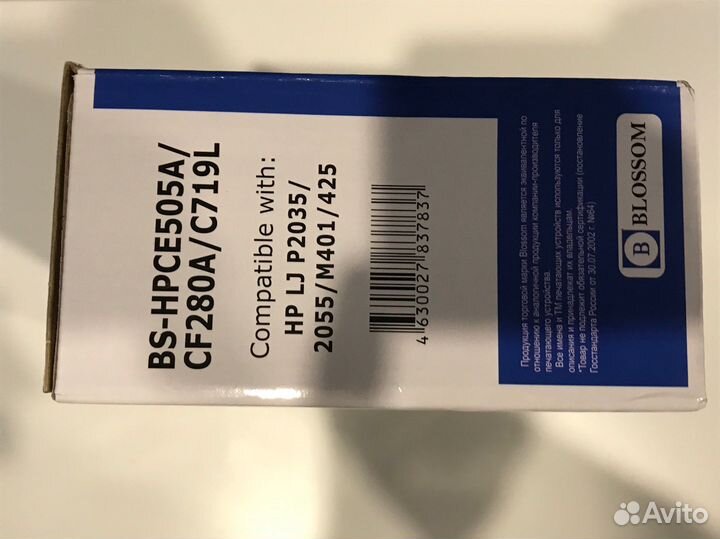 BS-HPCE505A/
CF280A/C719L
Compatible with:
HP LJ P2035/
2055/M401/425
4 630027 837837
Продукция торговой марки Blossom является эквивалентной по
отношению к аналогичной продукции компании-производителя
печатающего устройства.
Все имена и ТМ печатающих устройств используются только для
описания и принадлежат их владельцам.
*Товар не подлежит обязательной сертификации (постановление
Госстандарта России от 30.07.2002 г. №64)
B
BLOSSOM
Avito